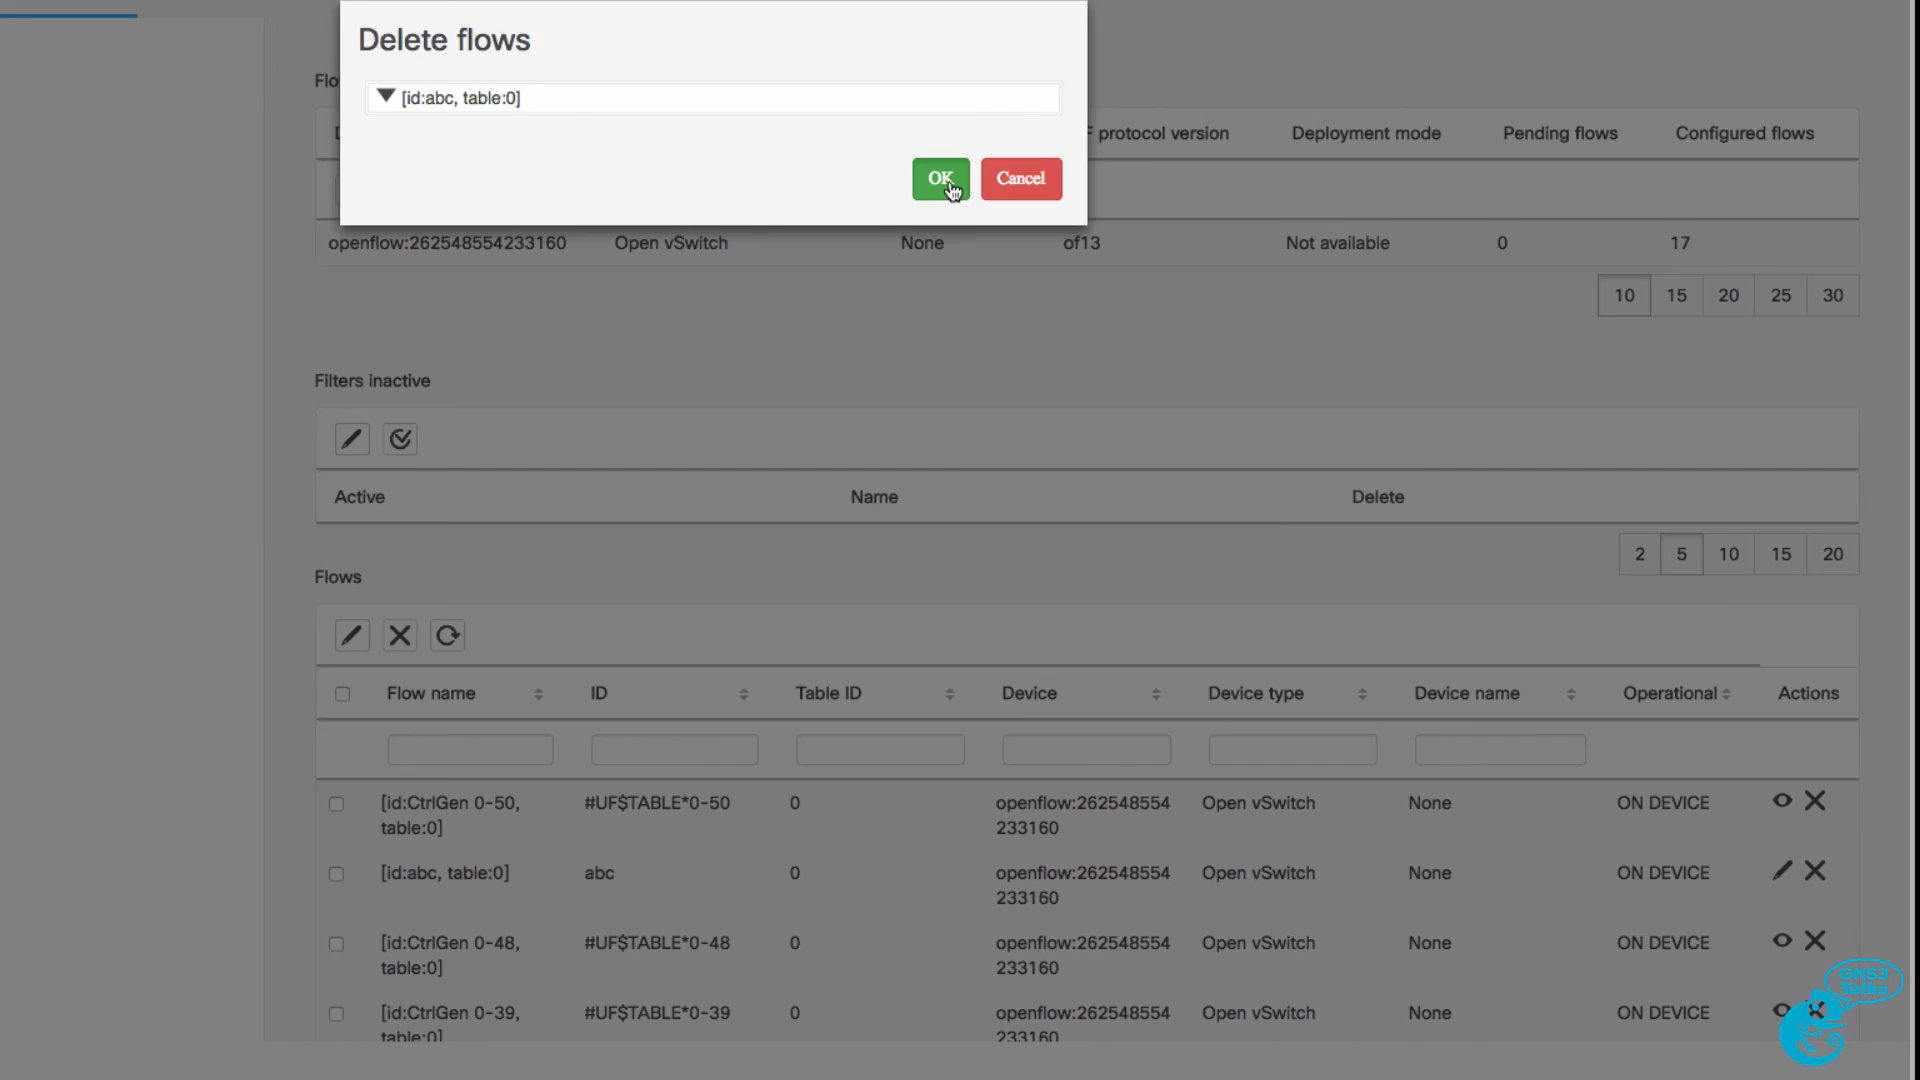 Delete flows
[id:abc, table:0]
OK Cancel
Flo
protocol version Deployment mode Pending flows Configured flows
openflow:262548554233160 Open vSwitch None of13 Not available 0 17
10 15 20 25 30
Filters inactive
Active Name Delete
2 5 10 15 20
Flows
Flow name ID Table ID Device Device type Device name Operational Actions
[id:CtrlGen 0-50, #UF$TABLE*0-50 0 openflow:262548554 Open vSwitch None ON DEVICE
table:0] 233160
[id:abc, table:0] abc 0 openflow:262548554 Open vSwitch None ON DEVICE
233160
[id:CtrlGen 0-48, #UF$TABLE*0-48 0 openflow:262548554 Open vSwitch None ON DEVICE
table:0] 233160
[id:CtrlGen 0-39, #UF$TABLE*0-39 0 openflow:262548554 Open vSwitch None ON DEVICE
table:0] 233160
GNS3
Talks